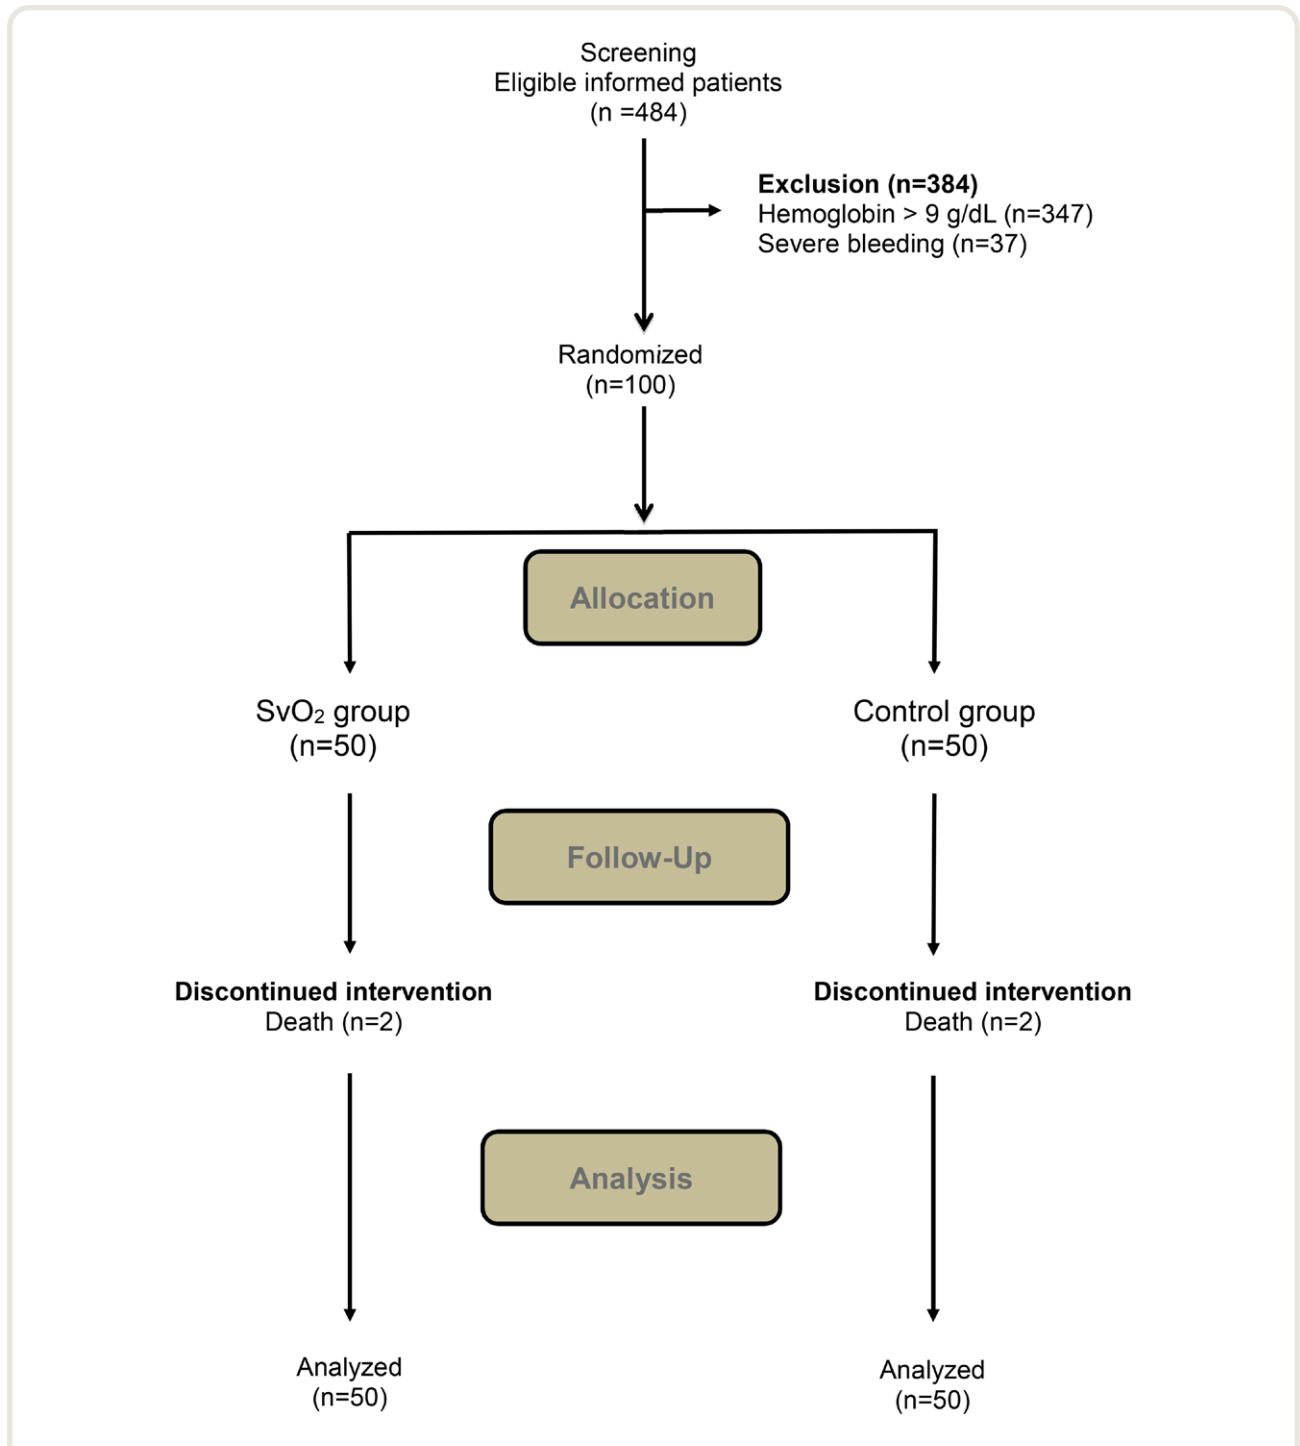 Screening
Eligible informed patients
(n =484)
Exclusion (n=384)
Hemoglobin > 9 g/dL (n=347)
Severe bleeding (n=37)
Randomized
(n=100)
Allocation
SvO₂ group
(n=50)
Control group
(n=50)
Follow-Up
Discontinued intervention
Death (n=2)
Discontinued intervention
Death (n=2)
Analysis
Analyzed
(n=50)
Analyzed
(n=50)